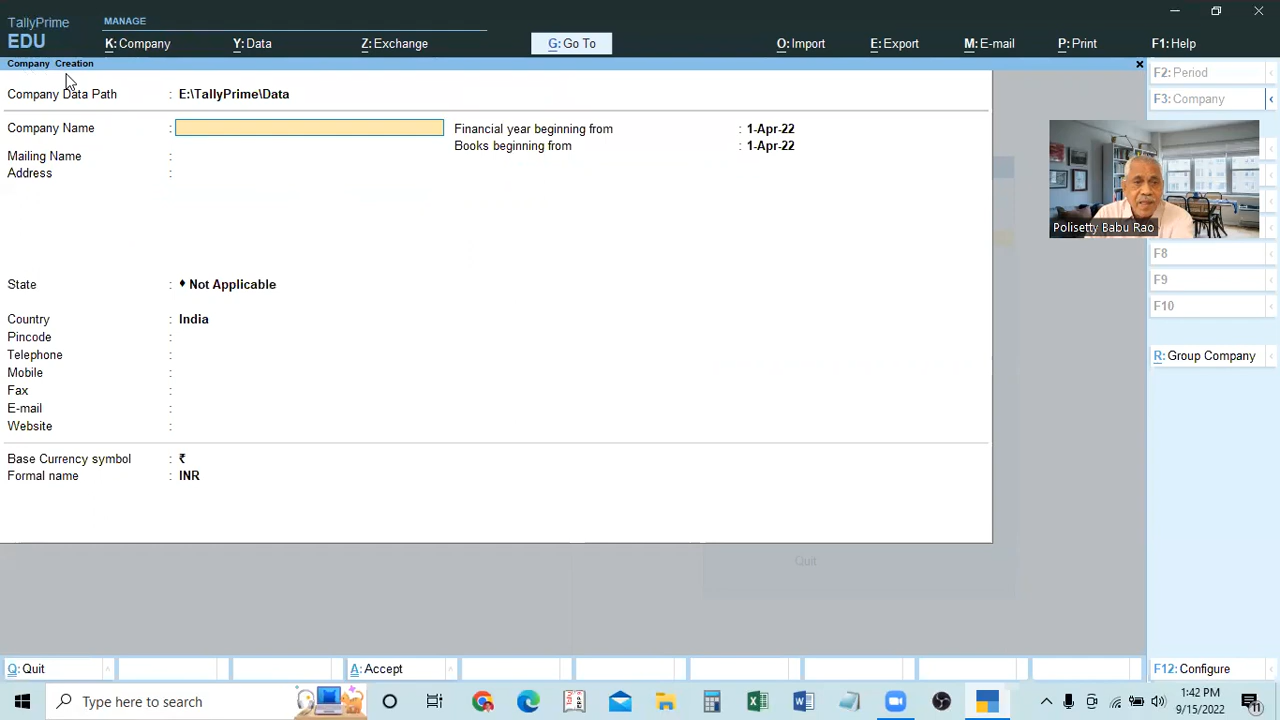 TallyPrime
EDU
MANAGE
K: Company
Y: Data
Z: Exchange
G: Go To
O: Import
E: Export
M: E-mail
P: Print
F1: Help
Company Creation
Company Data Path : E:\TallyPrime\Data
Company Name :
Financial year beginning from : 1-Apr-22
Books beginning from : 1-Apr-22
Mailing Name :
Address :
State : ♦ Not Applicable
Country : India
Pincode :
Telephone :
Mobile :
Fax :
E-mail :
Website :
Base Currency symbol : ₹
Formal name : INR
Quit
F2: Period
F3: Company
Polisetty Babu Rao
F8
F9
F10
R: Group Company
Q: Quit
A: Accept
F12: Configure
Type here to search
1:42 PM
9/15/2022